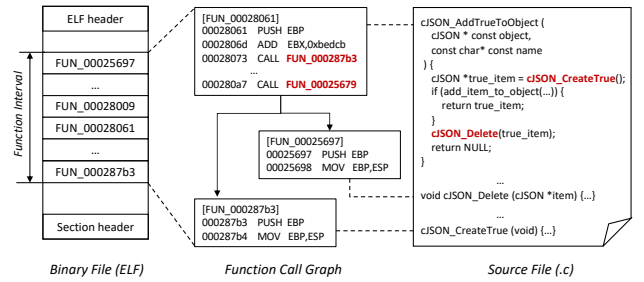 ELF header
FUN_00025697
...
FUN_00028009
FUN_00028061
...
FUN_000287b3
Section header
Function Interval
Binary File (ELF)
[FUN_00028061]
00028061 PUSH EBP
0002806d ADD EBX,0xbedcb
00028073 CALL FUN_000287b3
...
000280a7 CALL FUN_00025679
[FUN_00025697]
00025697 PUSH EBP
00025698 MOV EBP,ESP
[FUN_000287b3]
000287b3 PUSH EBP
000287b4 MOV EBP,ESP
Function Call Graph
cJSON_AddTrueToObject (
cJSON * const object,
const char* const name
) {
cJSON *true_item = cJSON_CreateTrue();
if (add_item_to_object(...)) {
return true_item;
}
cJSON_Delete(true_item);
return NULL;
}
...
void cJSON_Delete (cJSON *item) {...}
...
cJSON_CreateTrue (void) {...}
Source File (.c)